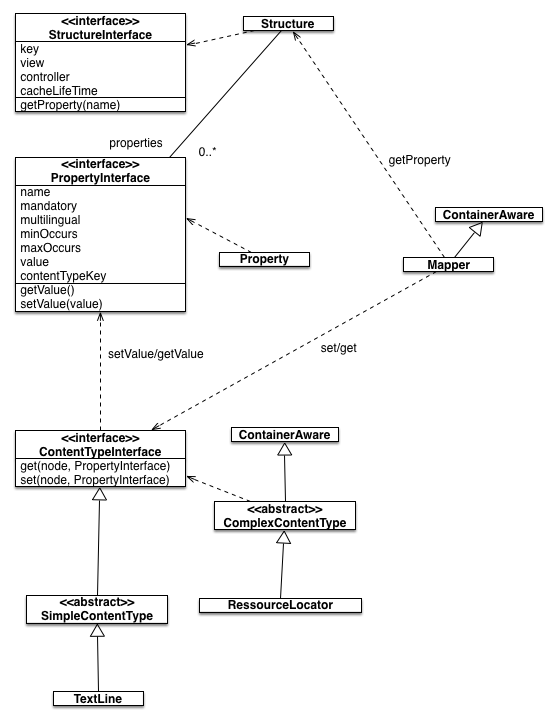 <<interface>>
StructureInterface
key
view
controller
cacheLifeTime
getProperty(name)
Structure
properties
0..*
getProperty
<<interface>>
PropertyInterface
name
mandatory
multilingual
minOccurs
maxOccurs
value
contentTypeKey
getValue()
setValue(value)
Property
ContainerAware
Mapper
setValue/getValue
set/get
<<interface>>
ContentTypeInterface
get(node, PropertyInterface)
set(node, PropertyInterface)
ContainerAware
<<abstract>>
ComplexContentType
<<abstract>>
SimpleContentType
RessourceLocator
TextLine